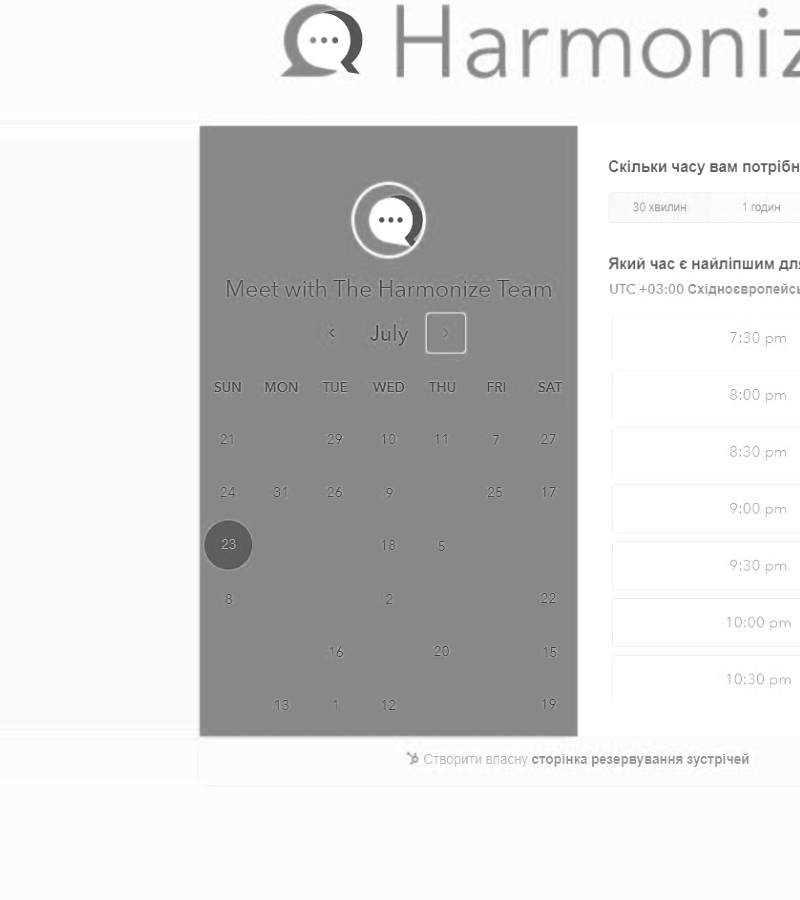 Harmoniz
Meet with The Harmonize Team
July
SUN MON TUE WED THU FRI SAT
21 29 10 11 7 27
24 31 26 9 25 17
23 18 5
8 2 22
16 20 15
13 1 12 19
Скільки часу вам потрібн
30 хвилин 1 годин
Який час є найліпшим для
UTC +03:00 Східноєвропейсь
7:30 pm
8:00 pm
8:30 pm
9:00 pm
9:30 pm
10:00 pm
10:30 pm
Створити власну сторінка резервування зустрічей